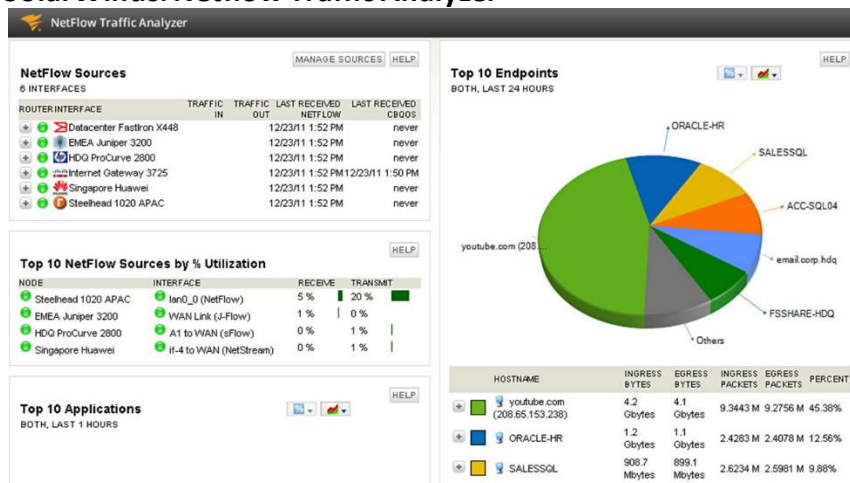 SolarWinds: Netflow Traffic Analyzer
NetFlow Traffic Analyzer
MANAGE SOURCES HELP
NetFlow Sources
6 INTERFACES
ROUTER INTERFACE TRAFFIC IN TRAFFIC OUT LAST RECEIVED NETFLOW LAST RECEIVED CBQOS
Datacenter FastIron X448 12/23/11 1:52 PM never
EMEA Juniper 3200 12/23/11 1:52 PM never
HDQ ProCurve 2800 12/23/11 1:52 PM never
Internet Gateway 3725 12/23/11 1:52 PM 12/23/11 1:50 PM
Singapore Huawei 12/23/11 1:52 PM never
Steelhead 1020 APAC 12/23/11 1:52 PM never
HELP
Top 10 NetFlow Sources by % Utilization
NODE INTERFACE RECEIVE TRANSMIT
Steelhead 1020 APAC lan0_0 (NetFlow) 5 % 20 %
EMEA Juniper 3200 WAN Link (J-Flow) 1 % 0 %
HDQ ProCurve 2800 A1 to WAN (sFlow) 0 % 1 %
Singapore Huawei if-4 to WAN (NetStream) 0 % 1 %
HELP
Top 10 Applications
BOTH, LAST 1 HOURS
HELP
Top 10 Endpoints
BOTH, LAST 24 HOURS
ORACLE-HR
SALESSQL
ACC-SQL04
email.corp.hdq
FSSHARE-HDQ
Others
youtube.com (208...
HOSTNAME INGRESS BYTES EGRESS BYTES INGRESS PACKETS EGRESS PACKETS PERCENT
youtube.com (208.65.153.238) 4.2 Gbytes 4.1 Gbytes 9.3443 M 9.2756 M 45.38%
ORACLE-HR 1.2 Gbytes 1.1 Gbytes 2.4283 M 2.4078 M 12.56%
SALESSQL 908.7 Mbytes 899.1 Mbytes 2.6234 M 2.5981 M 9.88%